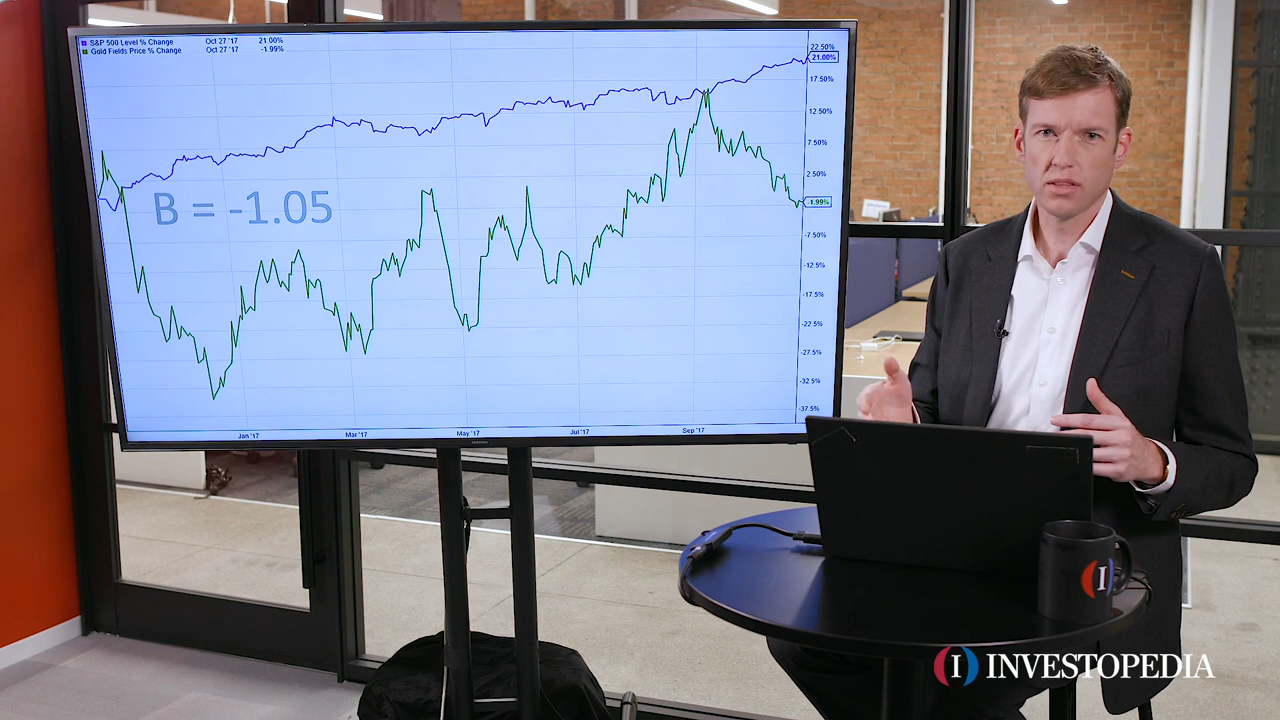 S&P 500 Level % Change Oct 27 '17 21.00%
Gold Fields Price % Change Oct 27 '17 -1.99%
22.50%
21.00%
17.50%
12.50%
7.50%
2.50%
-1.99%
-7.50%
-12.5%
-17.5%
-22.5%
-27.5%
-32.5%
-37.5%
B = -1.05
Jan '17 Mar '17 May '17 Jul '17 Sep '17
SAMSUNG
I
I INVESTOPEDIA